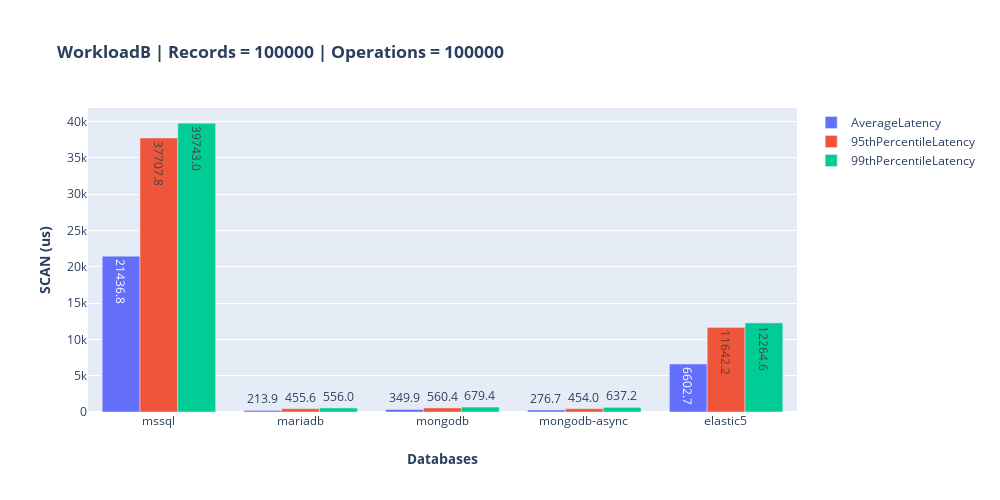 WorkloadB | Records = 100000 | Operations = 100000
AverageLatency
95thPercentileLatency
99thPercentileLatency
SCAN (us)
40k
35k
30k
25k
20k
15k
10k
5k
0
21436.8
37707.8
39743.0
213.9
455.6
556.0
349.9
560.4
679.4
276.7
454.0
637.2
6602.7
11642.2
12264.6
mssql
mariadb
mongodb
mongodb-async
elastic5
Databases